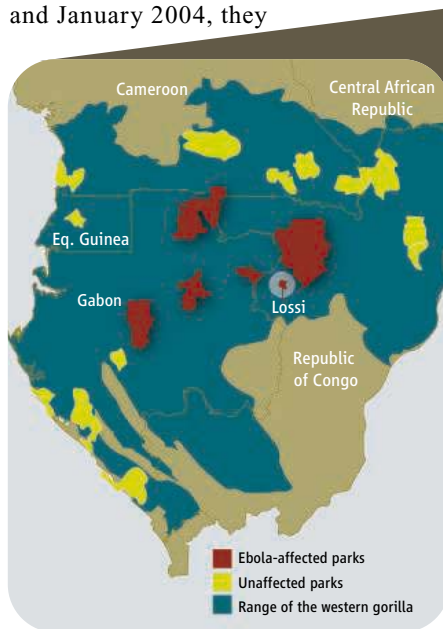 and January 2004, they
Cameroon
Central African
Republic
Eq. Guinea
Gabon
Lossi
Republic
of Congo
Ebola-affected parks
Unaffected parks
Range of the western gorilla